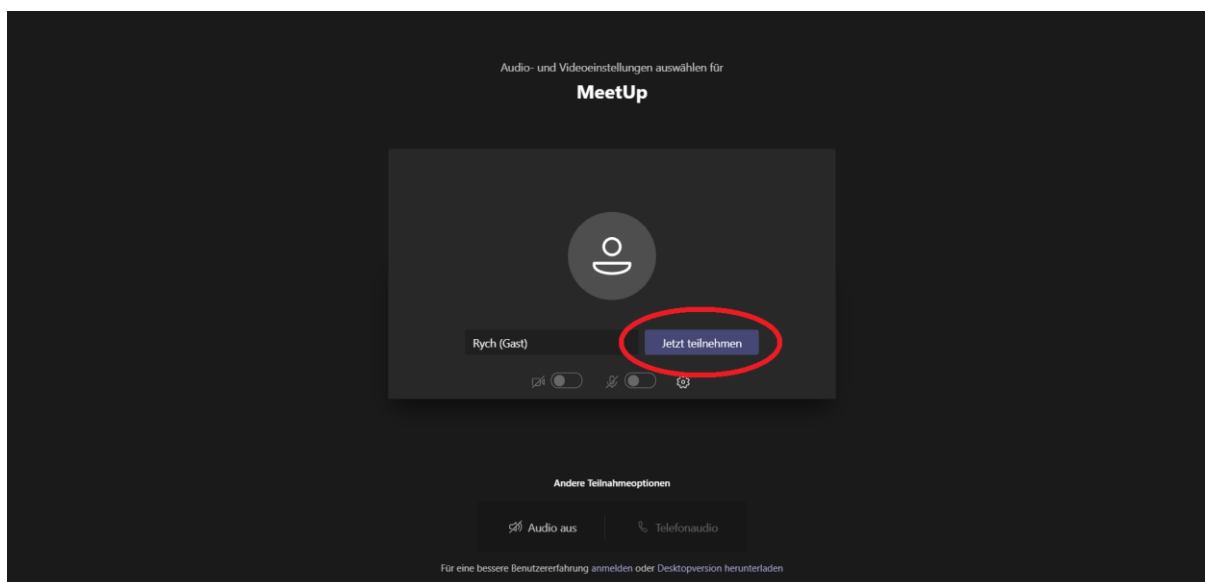 Audio- und Videoeinstellungen auswählen für
MeetUp
Rych (Gast)
Jetzt teilnehmen
Andere Teilnahmeoptionen
Audio aus
Telefonaudio
Für eine bessere Benutzererfahrung anmelden oder Desktopversion herunterladen